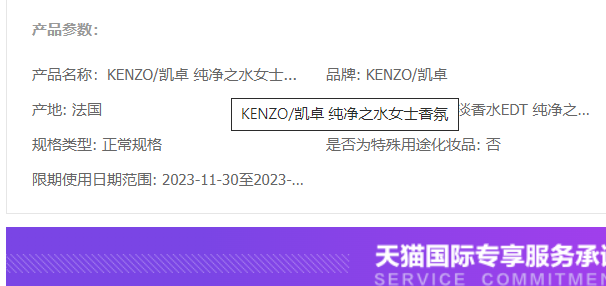 产品参数:
产品名称: KENZO/凯卓 纯净之水女士... 品牌: KENZO/凯卓
产地: 法国 KENZO/凯卓 纯净之水女士香氛 淡香水EDT 纯净之...
规格类型: 正常规格 是否为特殊用途化妆品: 否
限期使用日期范围: 2023-11-30至2023-...
天猫国际专享服务承诺
SERVICE COMMITMEN